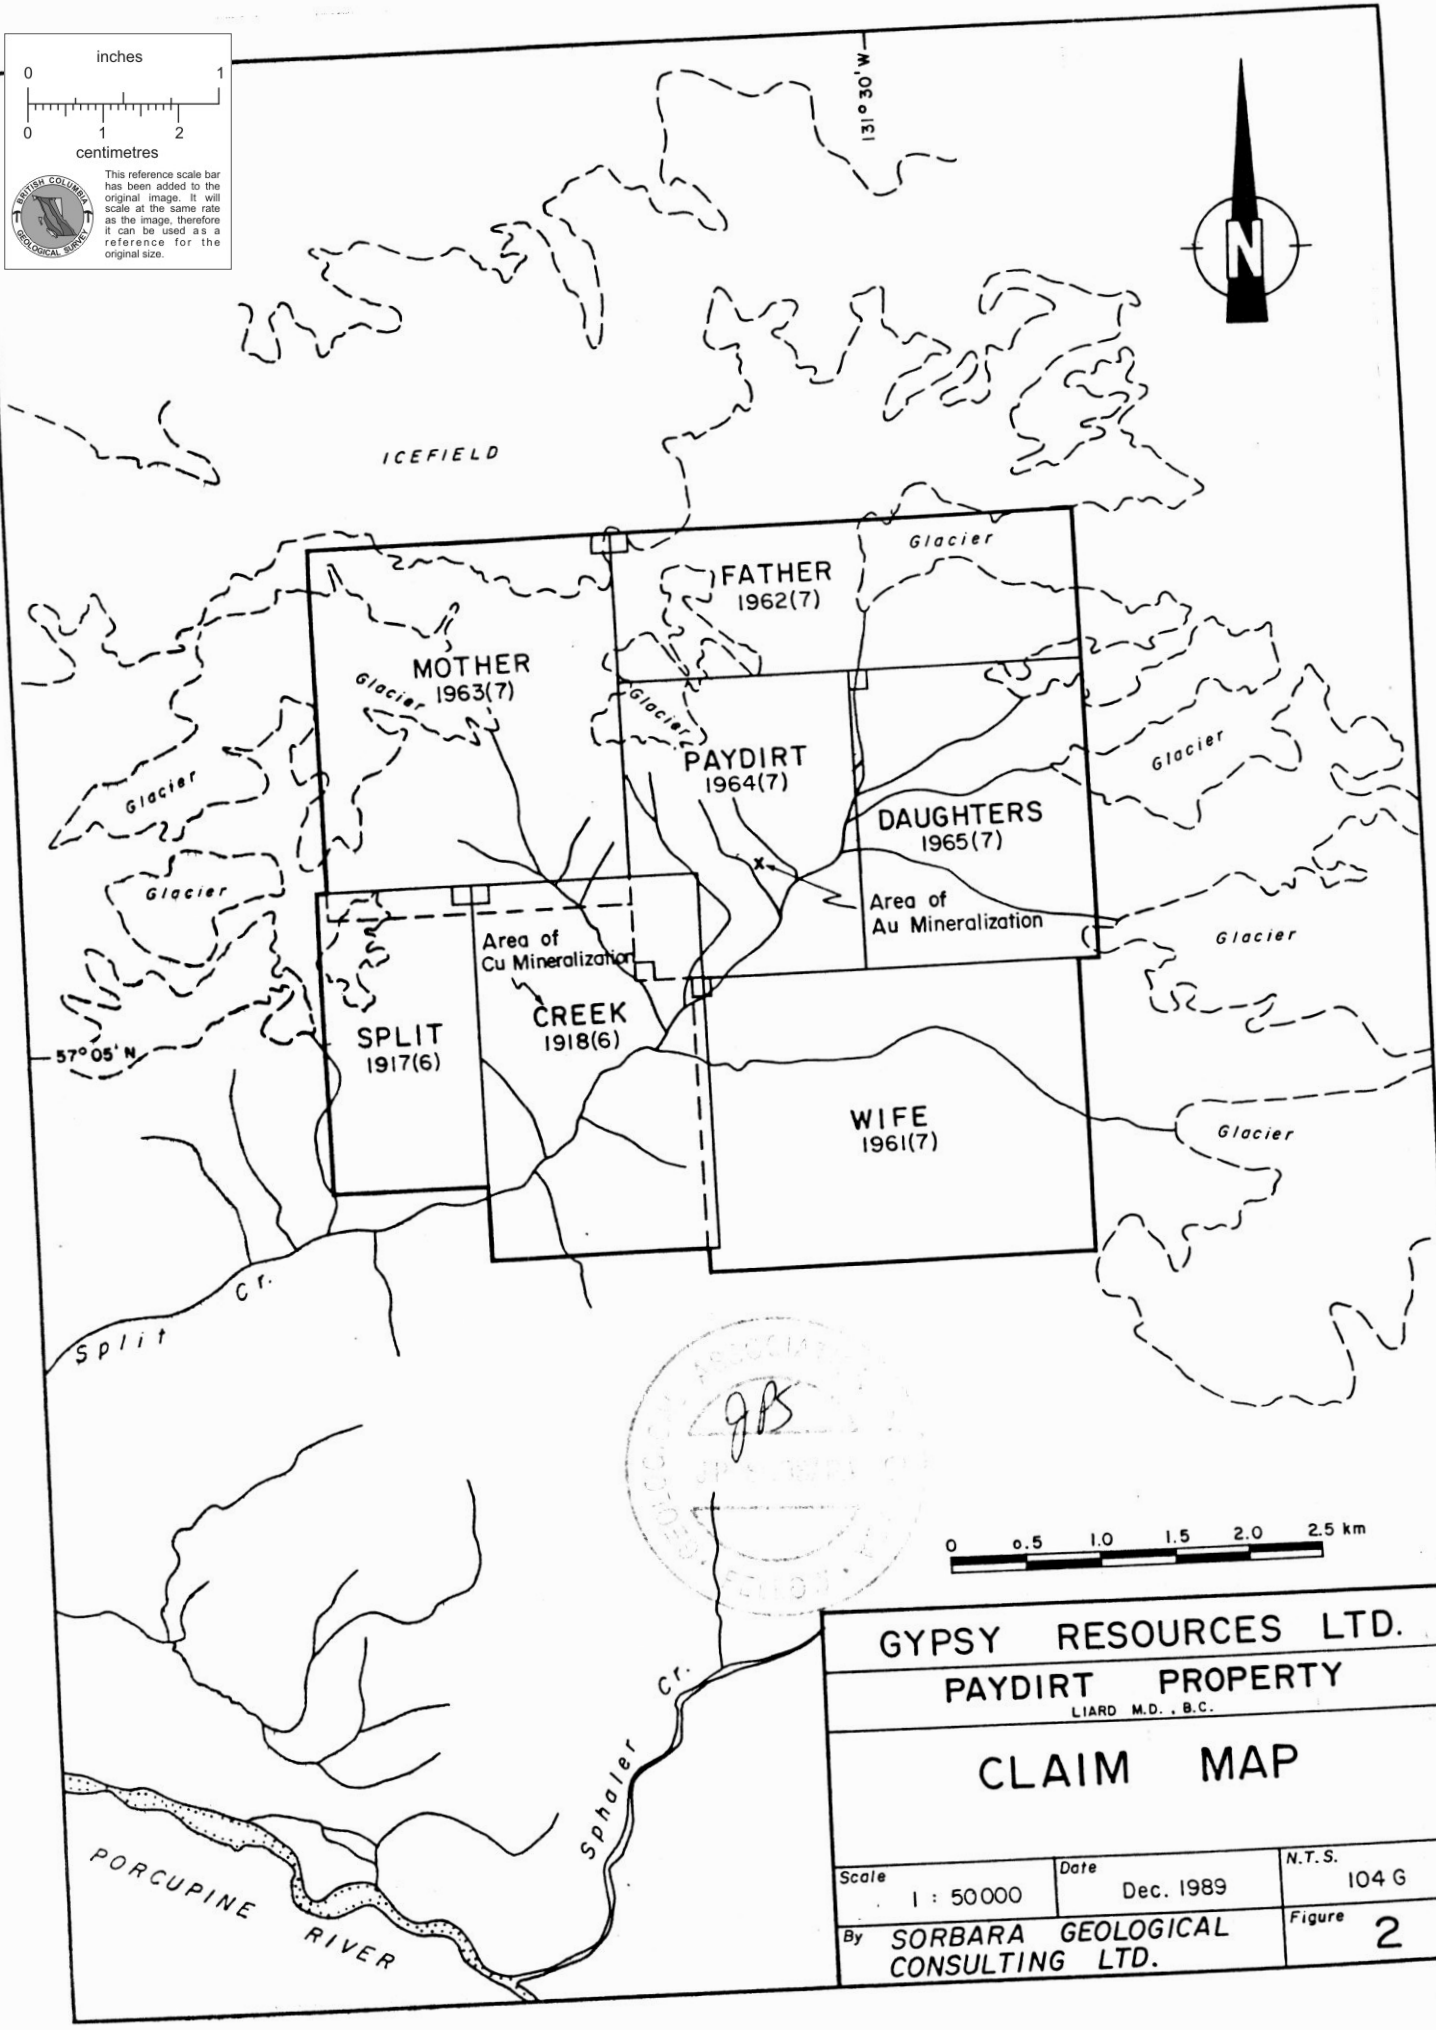 inches
0 1
0 1 2
centimetres
BRITISH COLUMBIA
GEOLOGICAL SURVEY
This reference scale bar
has been added to the
original image. It will
scale at the same rate
as the image, therefore
it can be used as a
reference for the
original size.
131° 30' W
N
ICEFIELD
Glacier
FATHER
1962(7)
MOTHER
1963(7)
Glacier
Glacier
PAYDIRT
1964(7)
Glacier
Glacier
DAUGHTERS
1965(7)
Glacier
Area of
Au Mineralization
x
Glacier
Area of
Cu Mineralization
CREEK
1918(6)
SPLIT
1917(6)
57° 05' N
WIFE
1961(7)
Glacier
Split Cr.
GPS
0 0.5 1.0 1.5 2.0 2.5 km
Sphaler Cr.
PORCUPINE
RIVER
GYPSY RESOURCES LTD.
PAYDIRT PROPERTY
LIARD M.D., B.C.
CLAIM MAP
Scale
1 : 50000
Date
Dec. 1989
N.T.S.
104 G
By SORBARA GEOLOGICAL
CONSULTING LTD.
Figure
2